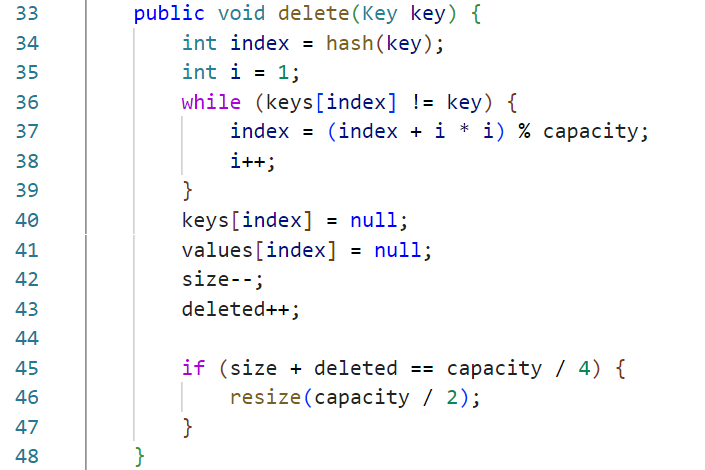 33 public void delete(Key key) {
34 int index = hash(key);
35 int i = 1;
36 while (keys[index] != key) {
37 index = (index + i * i) % capacity;
38 i++;
39 }
40 keys[index] = null;
41 values[index] = null;
42 size--;
43 deleted++;
44
45 if (size + deleted == capacity / 4) {
46 resize(capacity / 2);
47 }
48 }